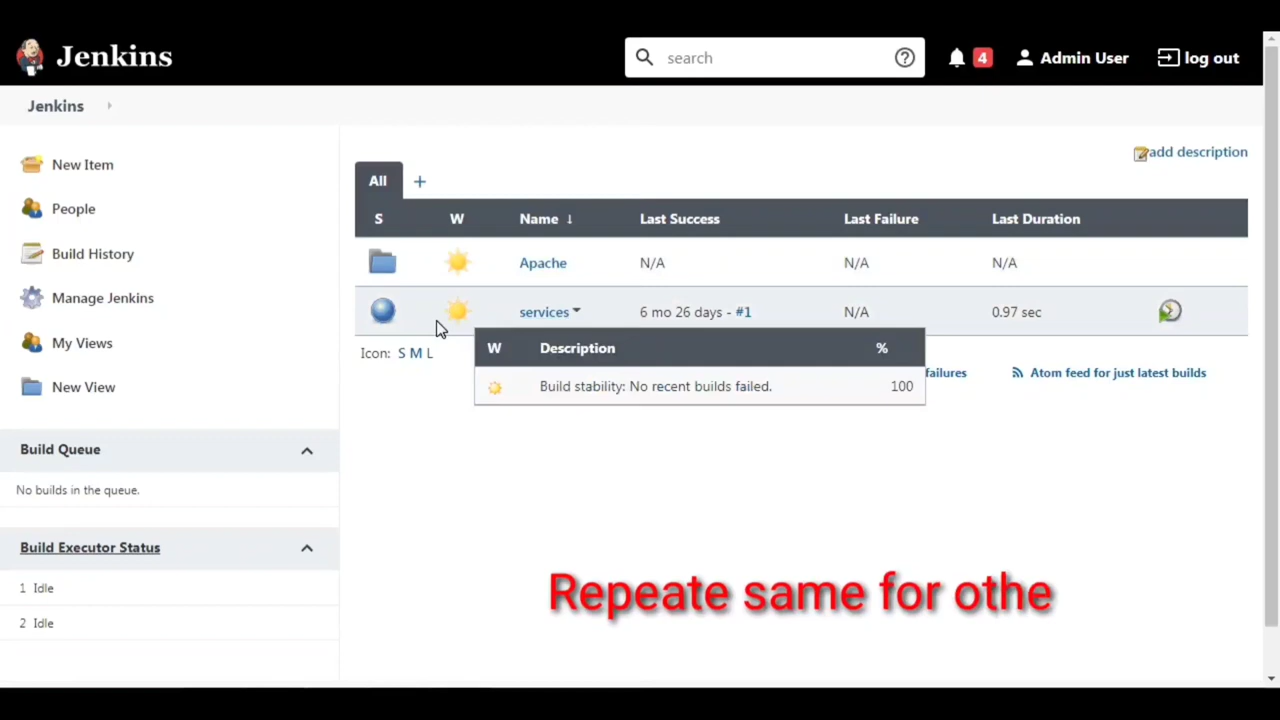 Jenkins
search
4
Admin User
log out
Jenkins
New Item
People
Build History
Manage Jenkins
My Views
New View
Build Queue
No builds in the queue.
Build Executor Status
1 Idle
2 Idle
add description
All +
S W Name ↓ Last Success Last Failure Last Duration
Apache N/A N/A N/A
services 6 mo 26 days - #1 N/A 0.97 sec
Icon: S M L
W Description %
Build stability: No recent builds failed. 100
failures
Atom feed for just latest builds
Repeate same for othe